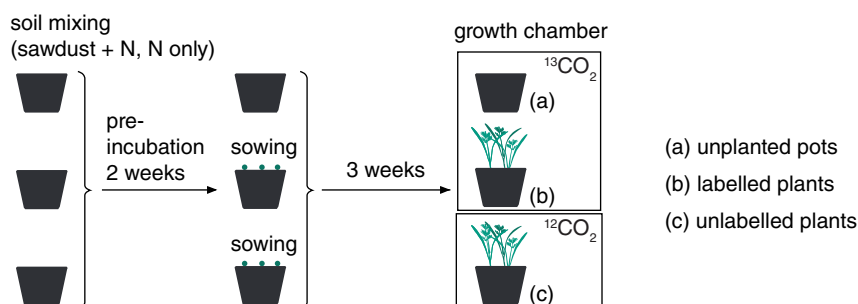 soil mixing
(sawdust + N, N only)
growth chamber
¹³CO₂
(a)
pre-
incubation
2 weeks
sowing
3 weeks
(b)
(a) unplanted pots
(b) labelled plants
(c) unlabelled plants
sowing
¹²CO₂
(c)